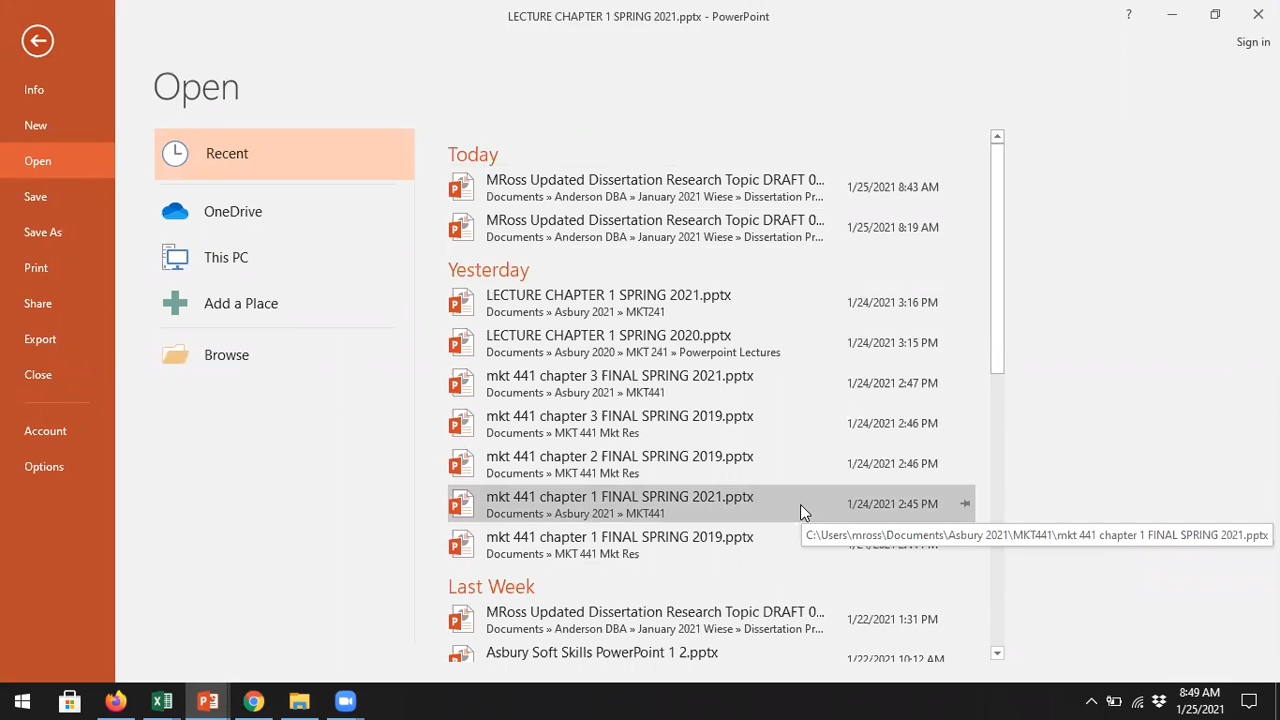 LECTURE CHAPTER 1 SPRING 2021.pptx - PowerPoint
?
Sign in
Info
New
Open
Save
Save As
Print
Share
Export
Close
Account
Options
Open
Recent
OneDrive
This PC
Add a Place
Browse
Today
MRoss Updated Dissertation Research Topic DRAFT 0...
Documents » Anderson DBA » January 2021 Wiese » Dissertation Pr...
1/25/2021 8:43 AM
MRoss Updated Dissertation Research Topic DRAFT 0...
Documents » Anderson DBA » January 2021 Wiese » Dissertation Pr...
1/25/2021 8:19 AM
Yesterday
LECTURE CHAPTER 1 SPRING 2021.pptx
Documents » Asbury 2021 » MKT241
1/24/2021 3:16 PM
LECTURE CHAPTER 1 SPRING 2020.pptx
Documents » Asbury 2020 » MKT 241 » Powerpoint Lectures
1/24/2021 3:15 PM
mkt 441 chapter 3 FINAL SPRING 2021.pptx
Documents » Asbury 2021 » MKT441
1/24/2021 2:47 PM
mkt 441 chapter 3 FINAL SPRING 2019.pptx
Documents » MKT 441 Mkt Res
1/24/2021 2:46 PM
mkt 441 chapter 2 FINAL SPRING 2019.pptx
Documents » MKT 441 Mkt Res
1/24/2021 2:46 PM
mkt 441 chapter 1 FINAL SPRING 2021.pptx
Documents » Asbury 2021 » MKT441
1/24/2021 2:45 PM
C:\Users\mross\Documents\Asbury 2021\MKT441\mkt 441 chapter 1 FINAL SPRING 2021.pptx
mkt 441 chapter 1 FINAL SPRING 2019.pptx
Documents » MKT 441 Mkt Res
Last Week
MRoss Updated Dissertation Research Topic DRAFT 0...
Documents » Anderson DBA » January 2021 Wiese » Dissertation Pr...
1/22/2021 1:31 PM
Asbury Soft Skills PowerPoint 1 2.pptx
1/22/2021 10:12 AM
8:49 AM
1/25/2021